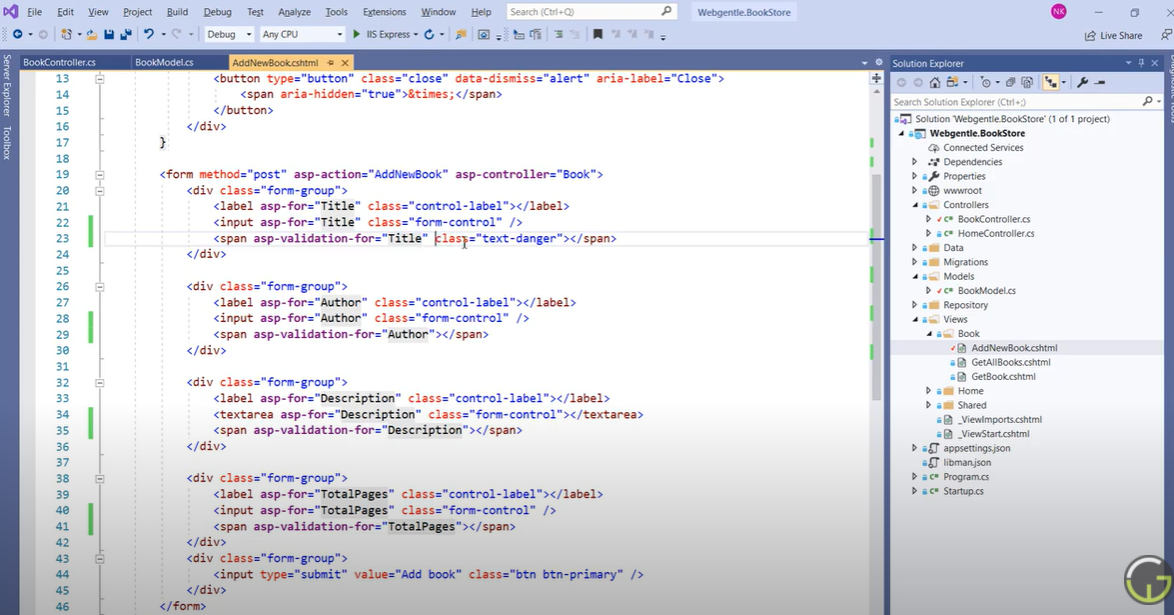 File Edit View Project Build Debug Test Analyze Tools Extensions Window Help Search (Ctrl+Q) Webgentle.BookStore NK
Debug Any CPU IIS Express Live Share
Server Explorer
Toolbox
BookController.cs BookModel.cs AddNewBook.cshtml
13 <button type="button" class="close" data-dismiss="alert" aria-label="Close">
14 <span aria-hidden="true">&times;</span>
15 </button>
16 </div>
17 }
18
19 <form method="post" asp-action="AddNewBook" asp-controller="Book">
20 <div class="form-group">
21 <label asp-for="Title" class="control-label"></label>
22 <input asp-for="Title" class="form-control" />
23 <span asp-validation-for="Title" class="text-danger"></span>
24 </div>
25
26 <div class="form-group">
27 <label asp-for="Author" class="control-label"></label>
28 <input asp-for="Author" class="form-control" />
29 <span asp-validation-for="Author"></span>
30 </div>
31
32 <div class="form-group">
33 <label asp-for="Description" class="control-label"></label>
34 <textarea asp-for="Description" class="form-control"></textarea>
35 <span asp-validation-for="Description"></span>
36 </div>
37
38 <div class="form-group">
39 <label asp-for="TotalPages" class="control-label"></label>
40 <input asp-for="TotalPages" class="form-control" />
41 <span asp-validation-for="TotalPages"></span>
42 </div>
43 <div class="form-group">
44 <input type="submit" value="Add book" class="btn btn-primary" />
45 </div>
46 </form>
Solution Explorer
Search Solution Explorer (Ctrl+;)
Solution 'Webgentle.BookStore' (1 of 1 project)
Webgentle.BookStore
Connected Services
Dependencies
Properties
wwwroot
Controllers
BookController.cs
HomeController.cs
Data
Migrations
Models
BookModel.cs
Repository
Views
Book
AddNewBook.cshtml
GetAllBooks.cshtml
GetBook.cshtml
Home
Shared
_ViewImports.cshtml
_ViewStart.cshtml
appsettings.json
libman.json
Program.cs
Startup.cs